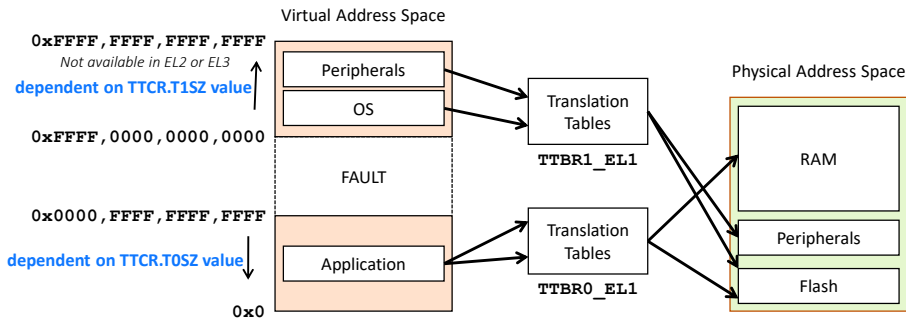 Virtual Address Space
0xFFFF,FFFF,FFFF,FFFF
Not available in EL2 or EL3
dependent on TTCR.T1SZ value
0xFFFF,0000,0000,0000
Peripherals
OS
FAULT
0x0000,FFFF,FFFF,FFFF
dependent on TTCR.T0SZ value
0x0
Application
Translation
Tables
TTBR1_EL1
Translation
Tables
TTBR0_EL1
Physical Address Space
RAM
Peripherals
Flash